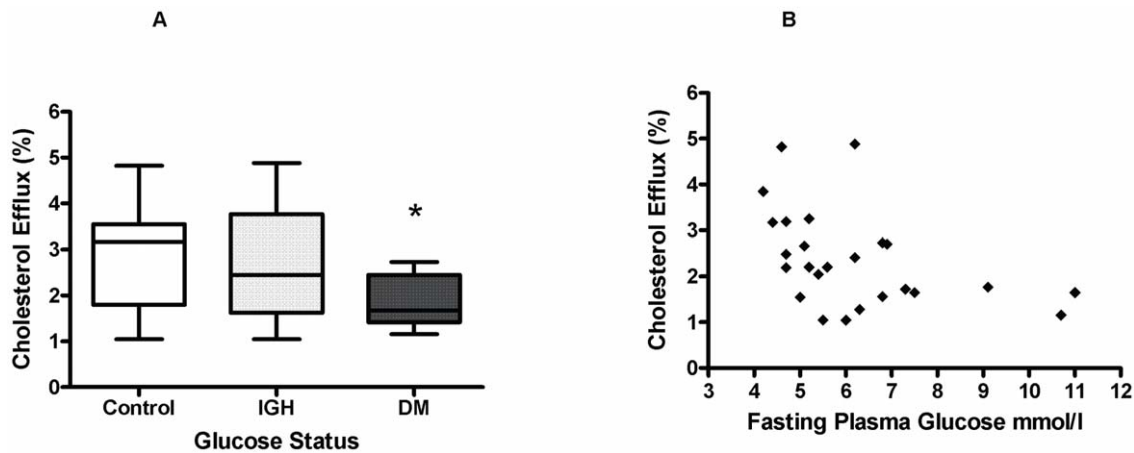 A
Cholesterol Efflux (%)
6
5
4
3
2
1
0
*
Control IGH DM
Glucose Status
B
Cholesterol Efflux (%)
6
5
4
3
2
1
0
3 4 5 6 7 8 9 10 11 12
Fasting Plasma Glucose mmol/l